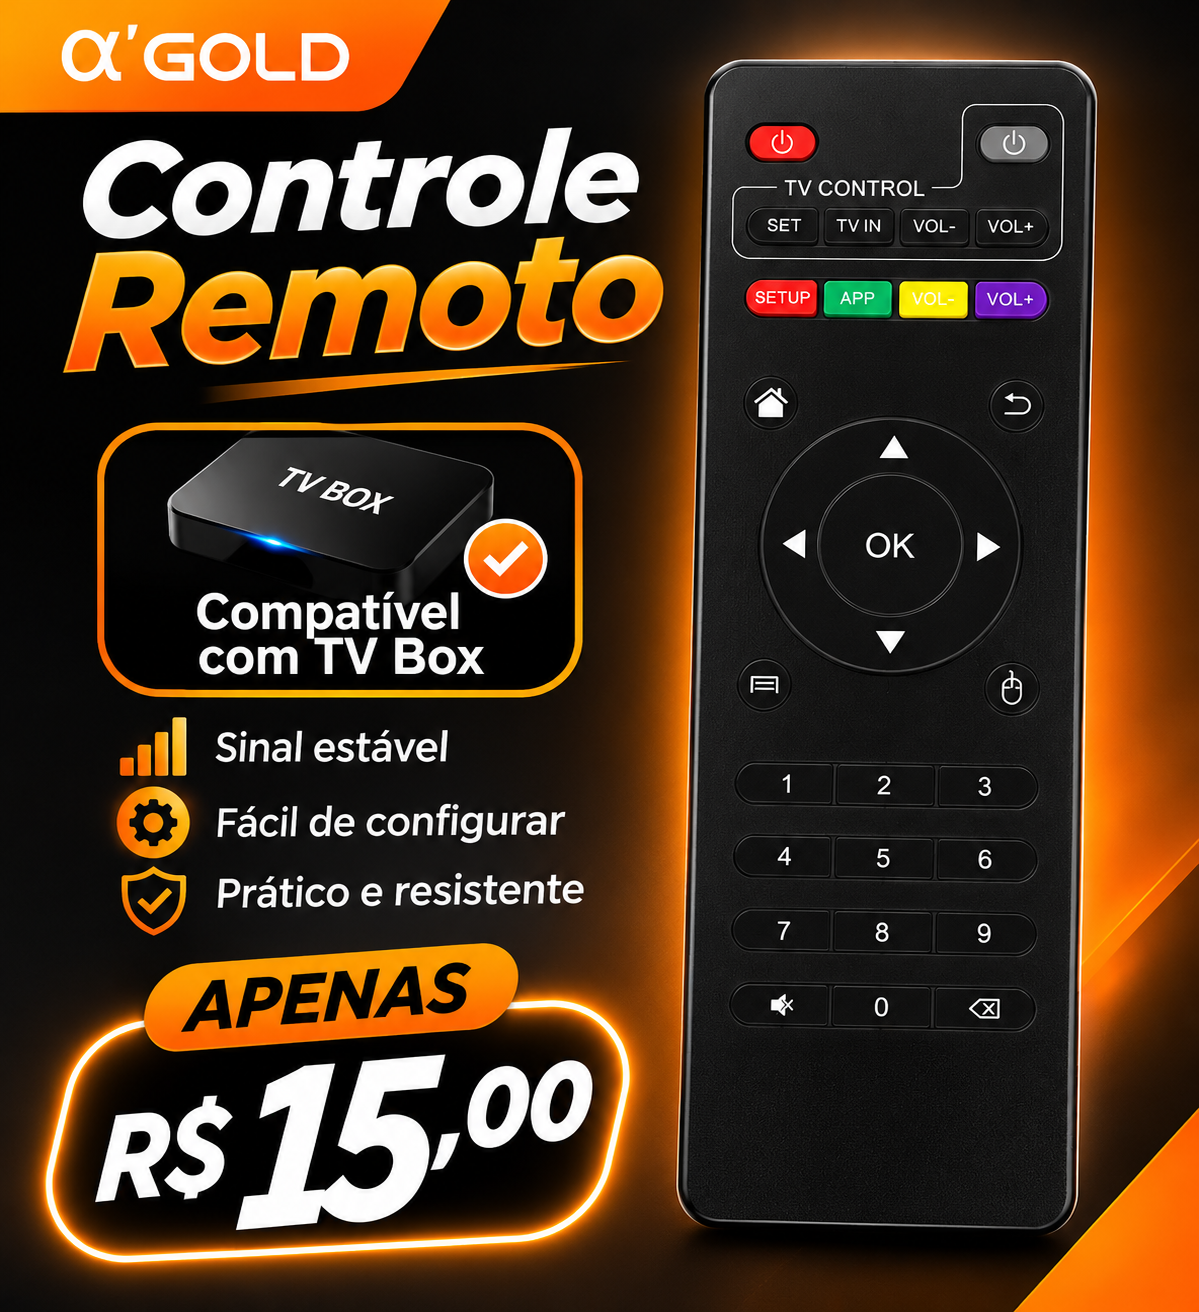 α'GOLD
Controle
Remoto
TV BOX
Compatível
com TV Box
Sinal estável
Fácil de configurar
Prático e resistente
APENAS
R$ 15,00
TV CONTROL
SET TV IN VOL- VOL+
SETUP APP VOL- VOL+
OK
1 2 3
4 5 6
7 8 9
0